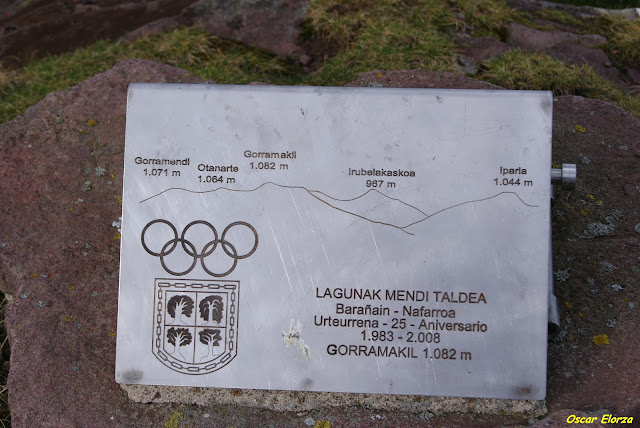 Gorramendi
1.071 m
Otanarte
1.064 m
Gorramakil
1.082 m
Irubelakaskoa
967 m
Iparla
1.044 m
LAGUNAK MENDI TALDEA
Barañain - Nafarroa
Urteurrena - 25 - Aniversario
1.983 - 2.008
GORRAMAKIL 1.082 m
Oscar Elorza